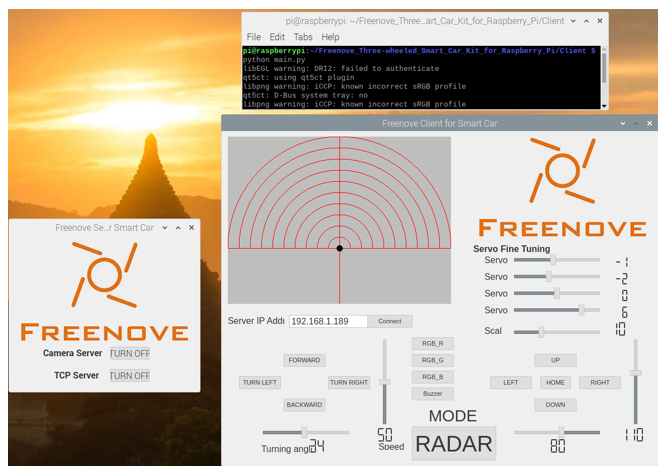 pi@raspberrypi: ~/Freenove_Three...art_Car_Kit_for_Raspberry_Pi/Client
File Edit Tabs Help
pi@raspberrypi:~/Freenove_Three-wheeled_Smart_Car_Kit_for_Raspberry_Pi/Client $
python main.py
libEGL warning: DRI2: failed to authenticate
qt5ct: using qt5ct plugin
libpng warning: iCCP: known incorrect sRGB profile
qt5ct: D-Bus system tray: no
libpng warning: iCCP: known incorrect sRGB profile
Freenove Client for Smart Car
FREENOVE
Servo Fine Tuning
Servo -1
Servo -2
Servo 0
Servo 6
Scal 10
Server IP Addı 192.168.1.189 Connect
RGB_R
RGB_G
RGB_B
Buzzer
FORWARD
TURN LEFT TURN RIGHT
BACKWARD
UP
LEFT HOME RIGHT
DOWN
MODE
RADAR
Turning angl 24
50
Speed
80
110
Freenove Se...r Smart Car
FREENOVE
Camera Server TURN OFF
TCP Server TURN OFF